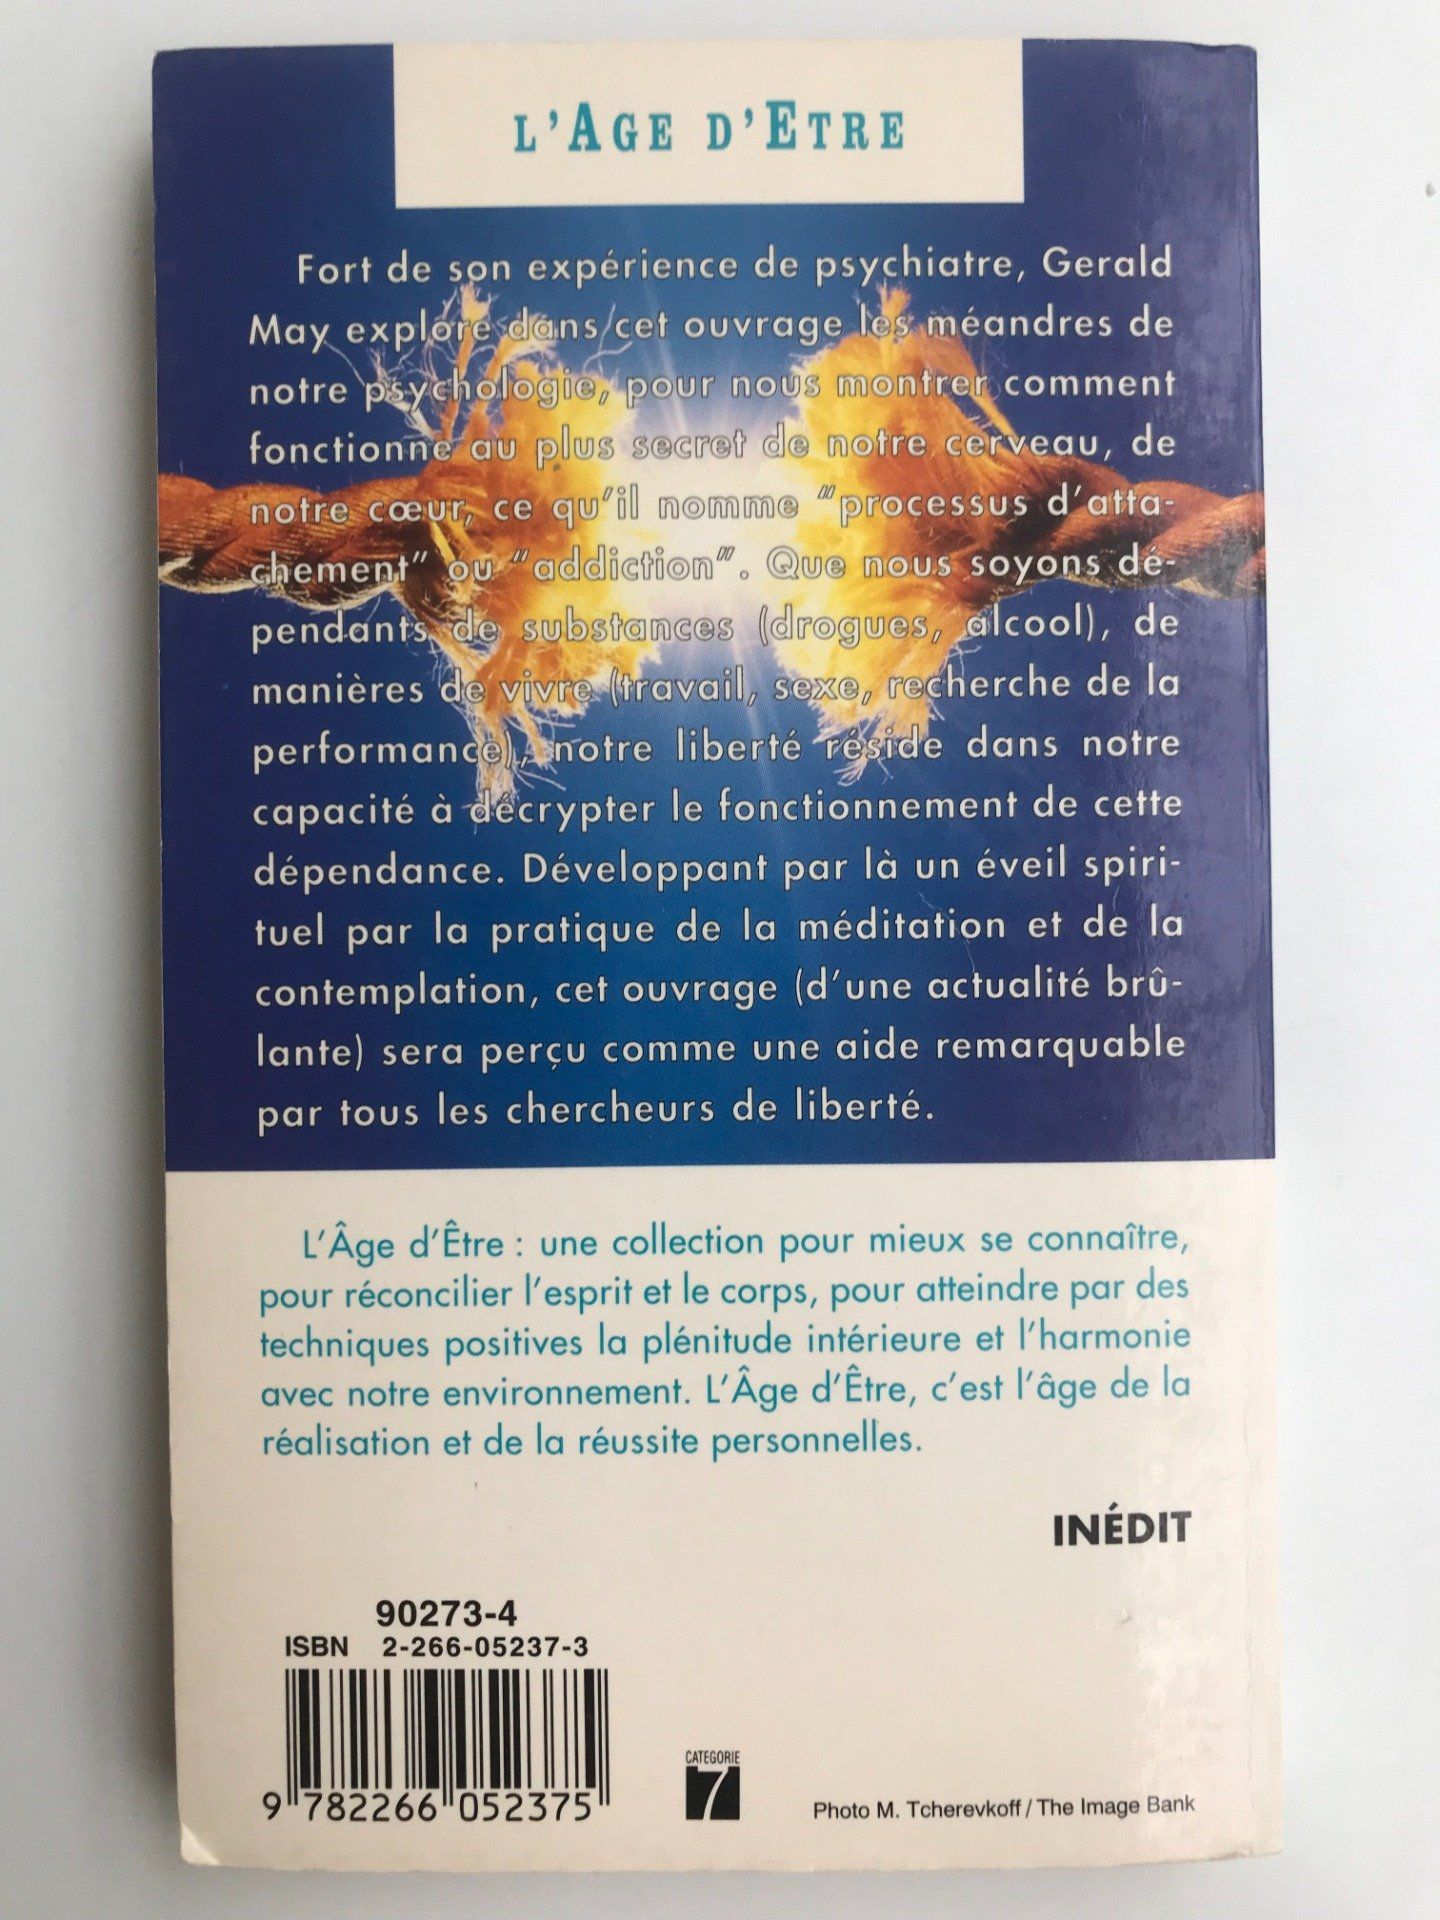 L'AGE D'ETRE
Fort de son expérience de psychiatre, Gerald
May explore dans cet ouvrage les méandres de
notre psychologie, pour nous montrer comment
fonctionne au plus secret de notre cerveau, de
notre cœur, ce qu'il nomme "processus d'atta-
chement" ou "addiction". Que nous soyons dé-
pendants de substances (drogues, alcool), de
manières de vivre (travail, sexe, recherche de la
performance), notre liberté réside dans notre
capacité à décrypter le fonctionnement de cette
dépendance. Développant par là un éveil spiri-
tuel par la pratique de la méditation et de la
contemplation, cet ouvrage (d'une actualité brû-
lante) sera perçu comme une aide remarquable
par tous les chercheurs de liberté.
L'Âge d'Être : une collection pour mieux se connaître,
pour réconcilier l'esprit et le corps, pour atteindre par des
techniques positives la plénitude intérieure et l'harmonie
avec notre environnement. L'Âge d'Être, c'est l'âge de la
réalisation et de la réussite personnelles.
INÉDIT
90273-4
ISBN 2-266-05237-3
9 782266 052375
CATEGORIE
7
Photo M. Tcherevkoff / The Image Bank